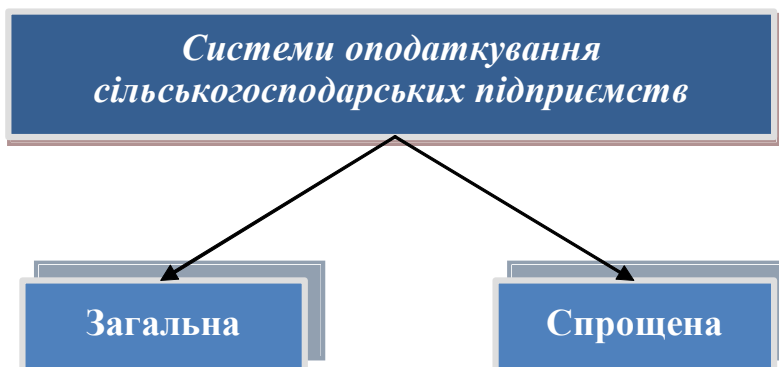 Системи оподаткування
сільськогосподарських підприємств
Загальна
Спрощена